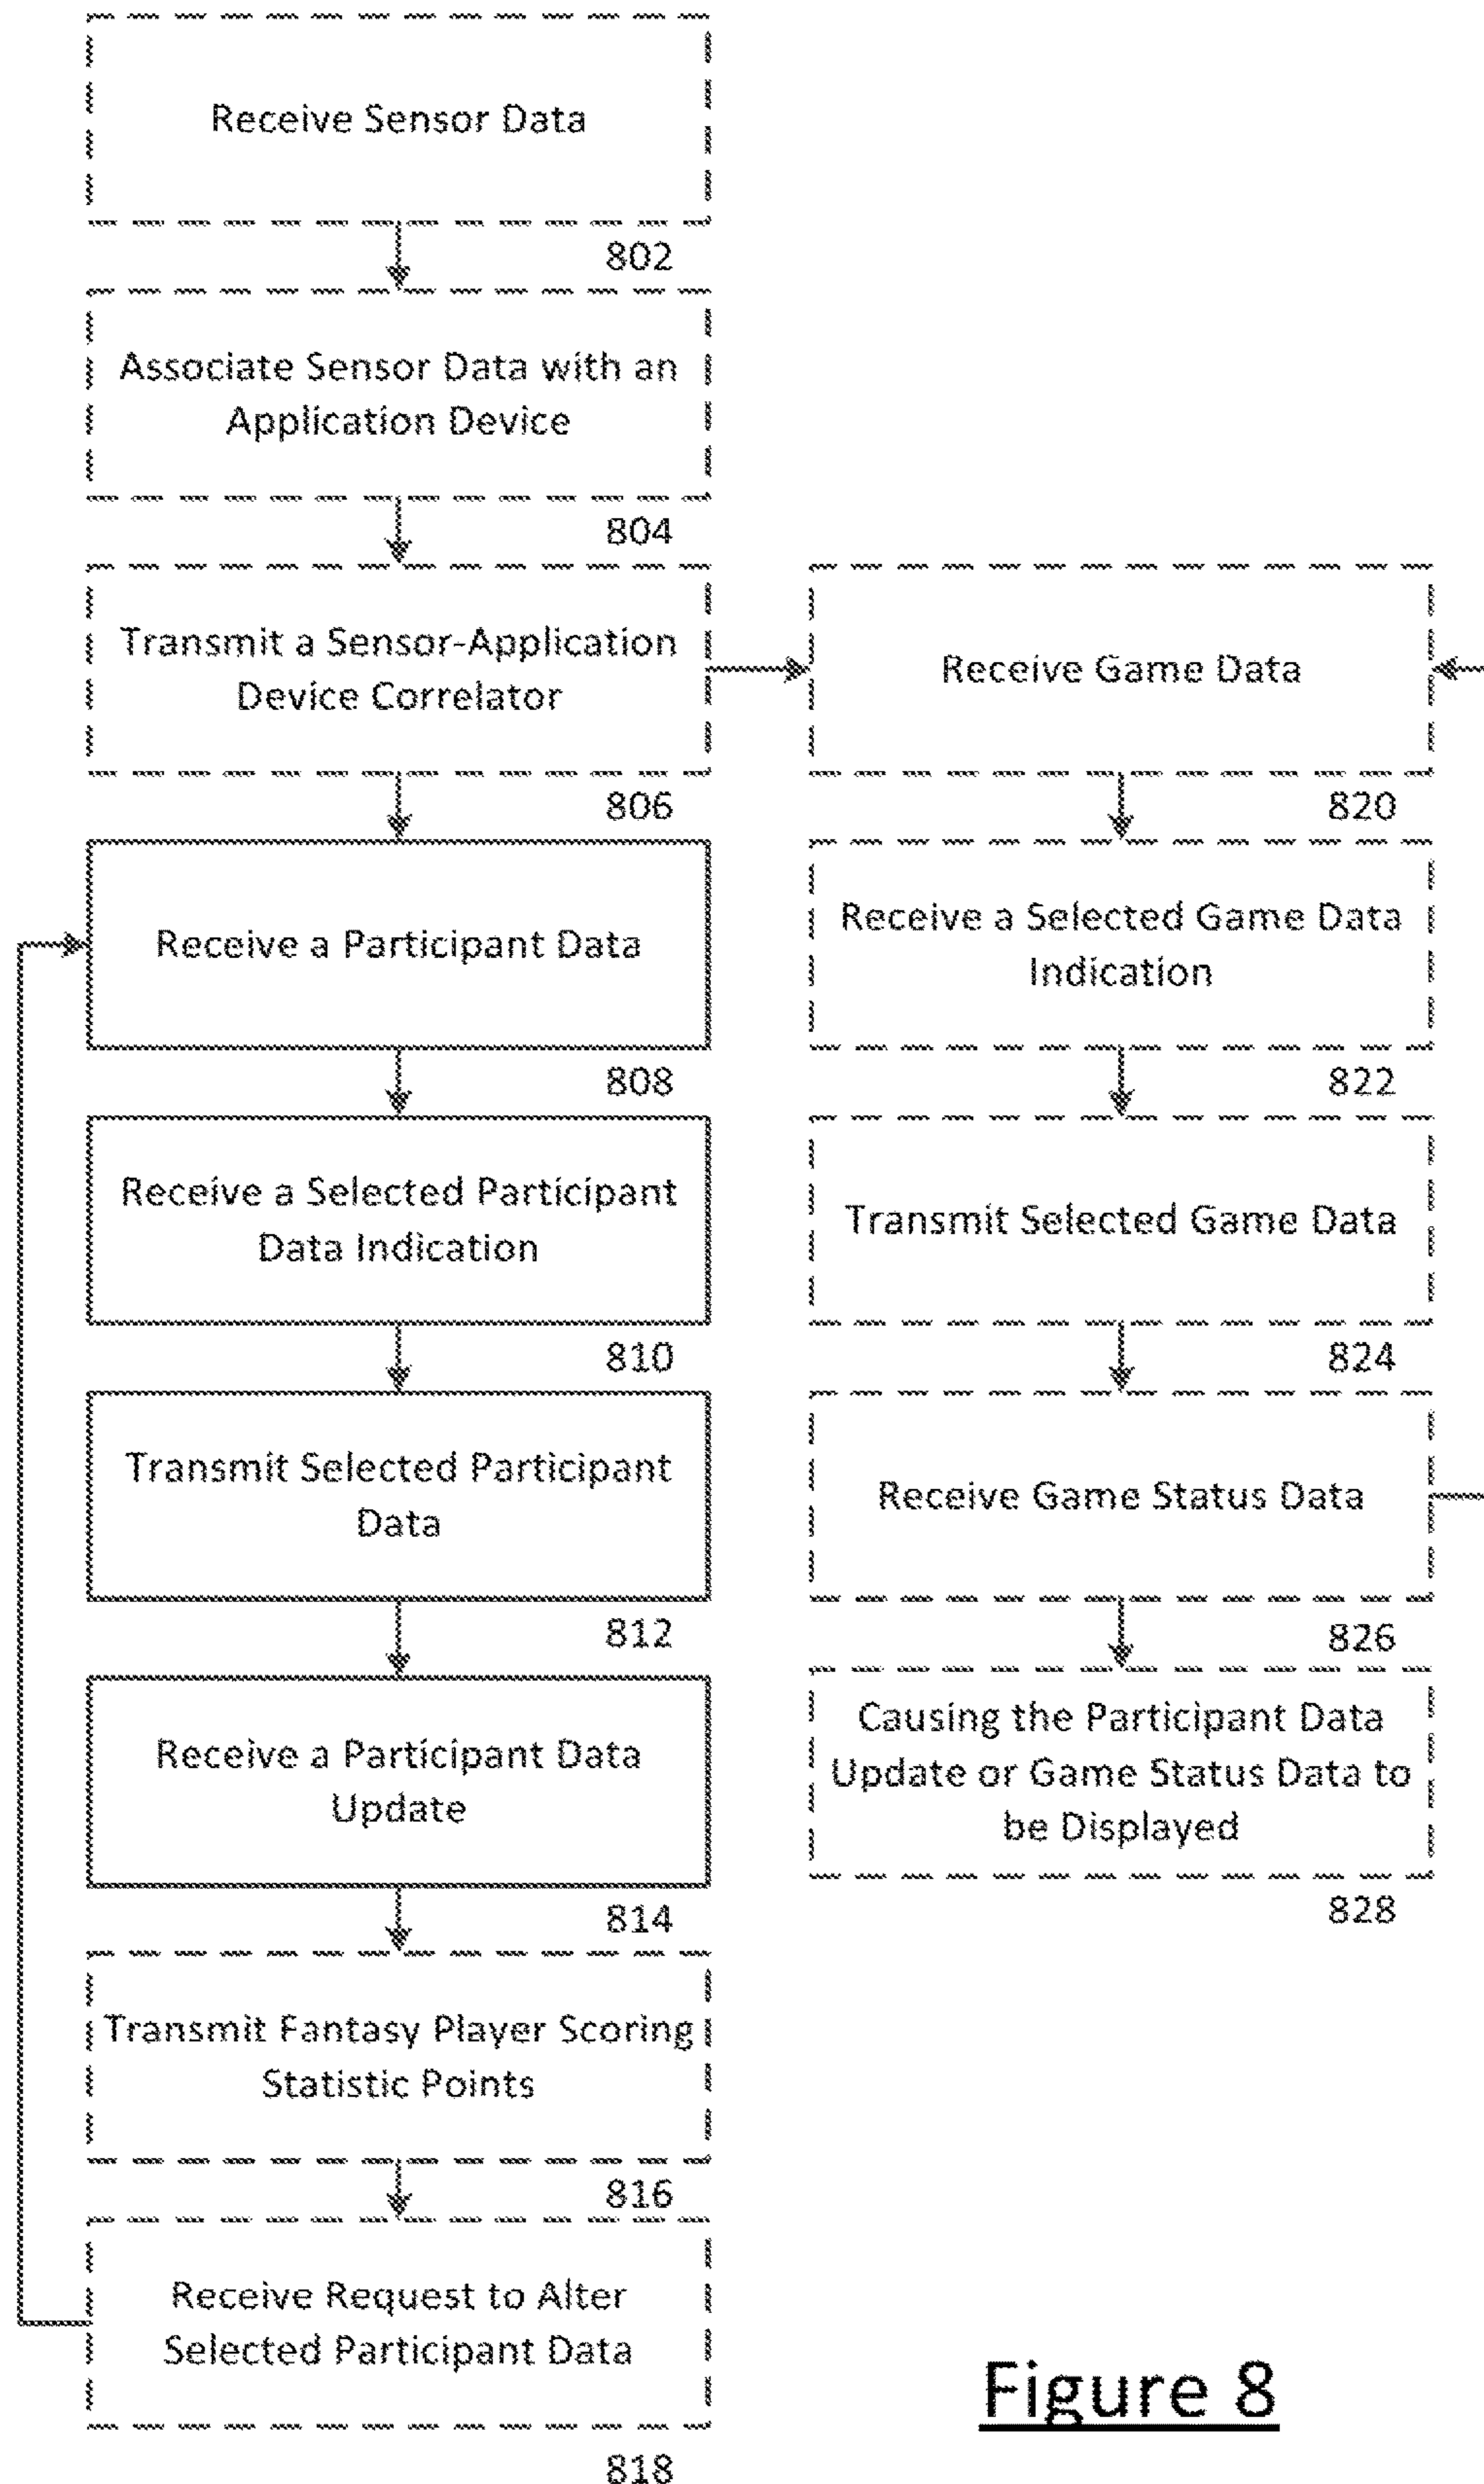 Receive Sensor Data
802
Associate Sensor Data with an
Application Device
804
Transmit a Sensor-Application
Device Correlator
806
Receive a Participant Data
808
Receive a Selected Participant
Data Indication
810
Transmit Selected Participant
Data
812
Receive a Participant Data
Update
814
Transmit Fantasy Player Scoring
Statistic Points
816
Receive Request to Alter
Selected Participant Data
818
Receive Game Data
820
Receive a Selected Game Data
Indication
822
Transmit Selected Game Data
824
Receive Game Status Data
826
Causing the Participant Data
Update or Game Status Data to
be Displayed
828
Figure 8